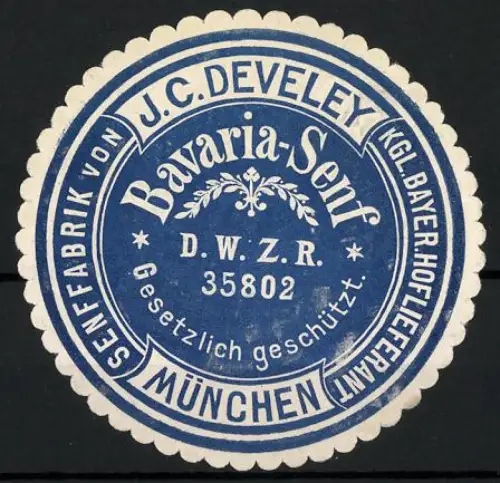 SENFFABRIK VON
J. C. DEVELEY
KGL. BAYER. HOFLIEFERANT
MÜNCHEN
Bavaria-Senf
D. W. Z. R.
35802
Gesetzlich geschützt.